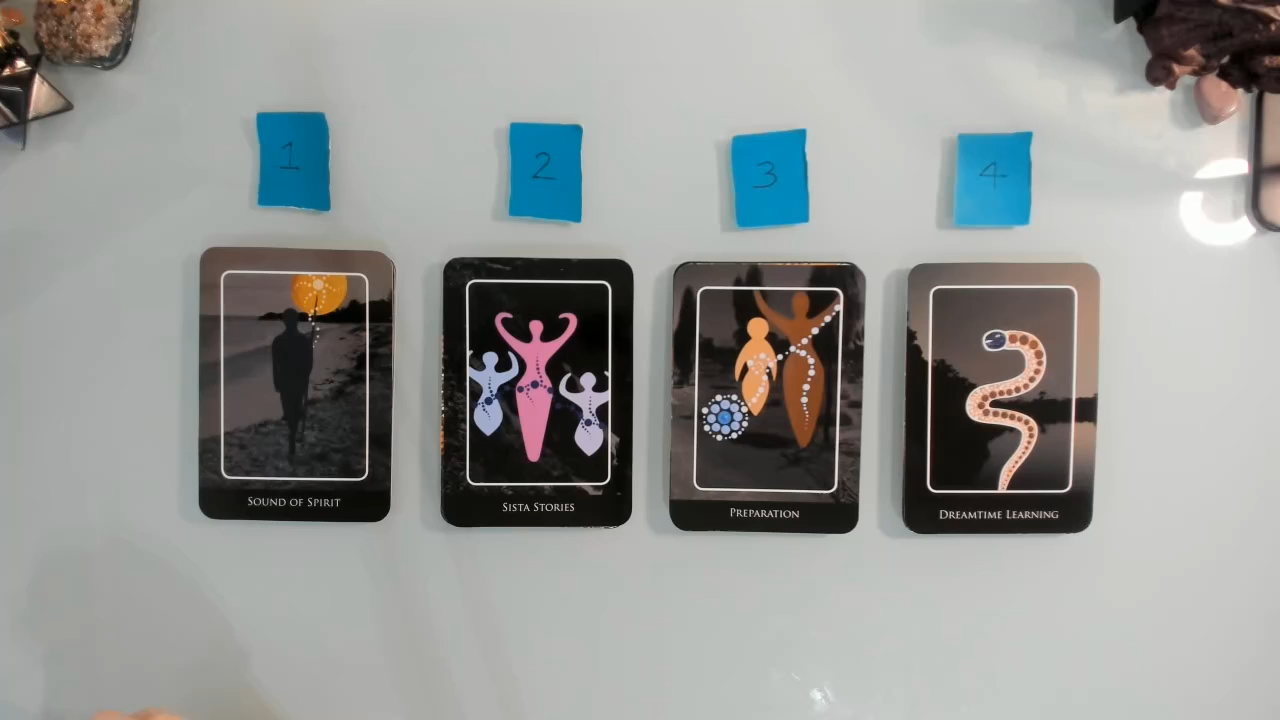 1
2
3
4
Sound of Spirit
Sista Stories
Preparation
Dreamtime Learning